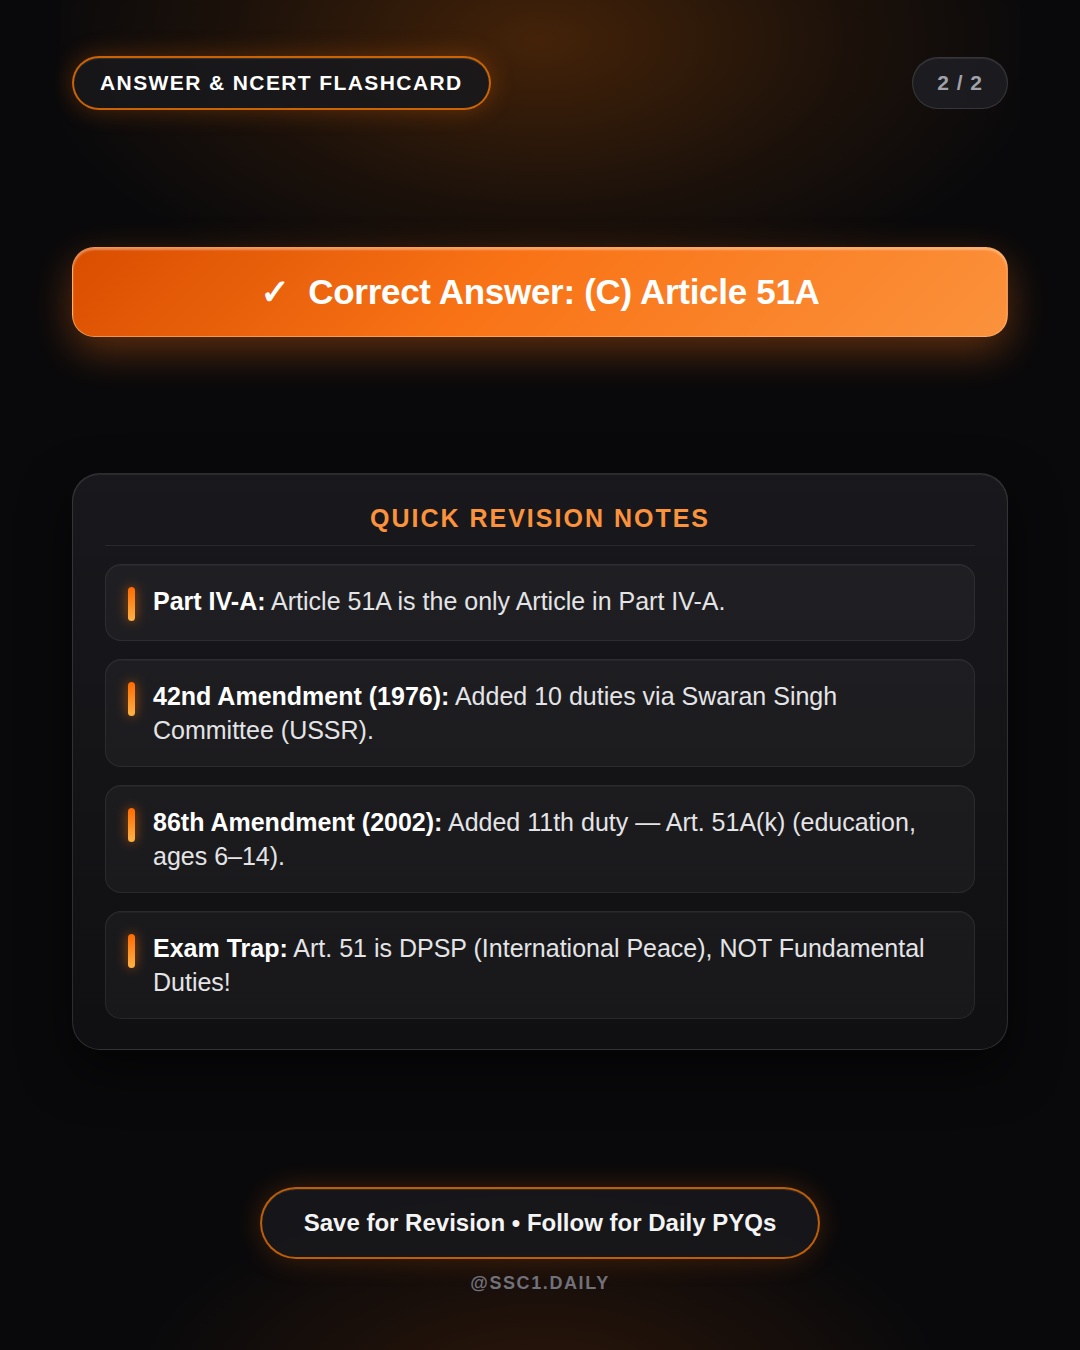 ANSWER & NCERT FLASHCARD
2 / 2
✓ Correct Answer: (C) Article 51A
QUICK REVISION NOTES
Part IV-A: Article 51A is the only Article in Part IV-A.
42nd Amendment (1976): Added 10 duties via Swaran Singh
Committee (USSR).
86th Amendment (2002): Added 11th duty — Art. 51A(k) (education,
ages 6–14).
Exam Trap: Art. 51 is DPSP (International Peace), NOT Fundamental
Duties!
Save for Revision • Follow for Daily PYQs
@SSC1.DAILY